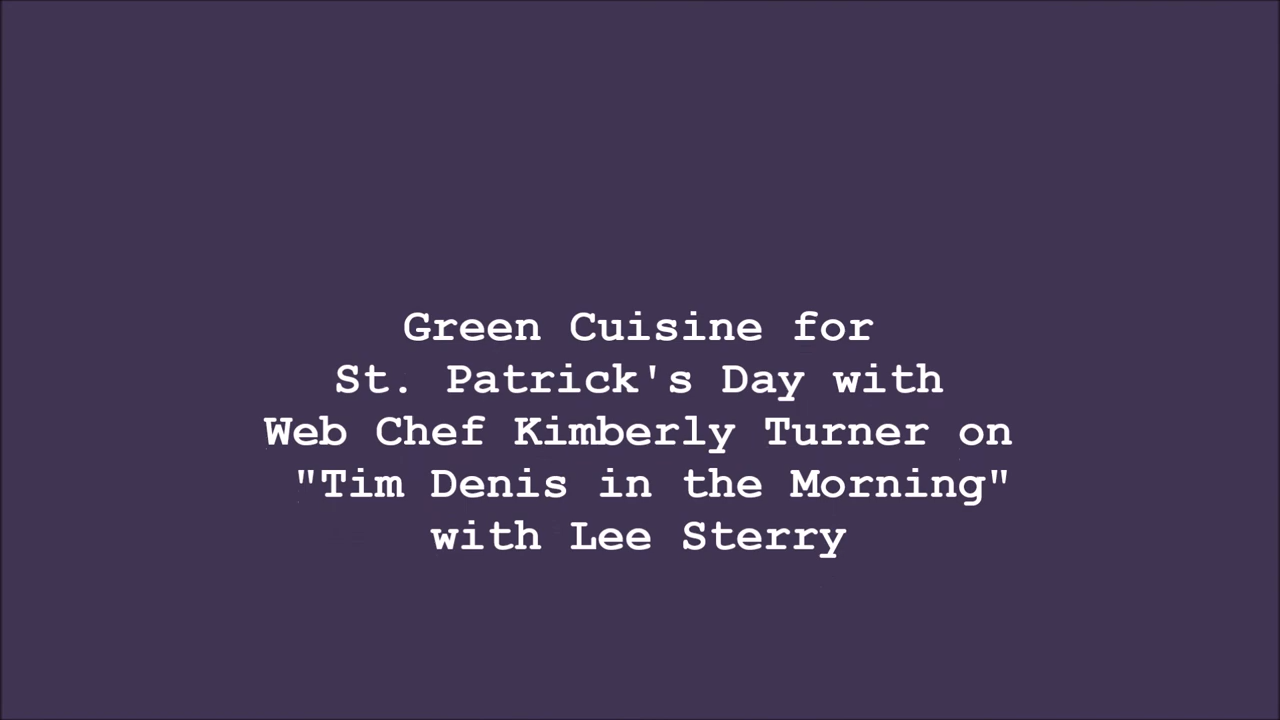 Green Cuisine for
St. Patrick's Day with
Web Chef Kimberly Turner on
"Tim Denis in the Morning"
with Lee Sterry